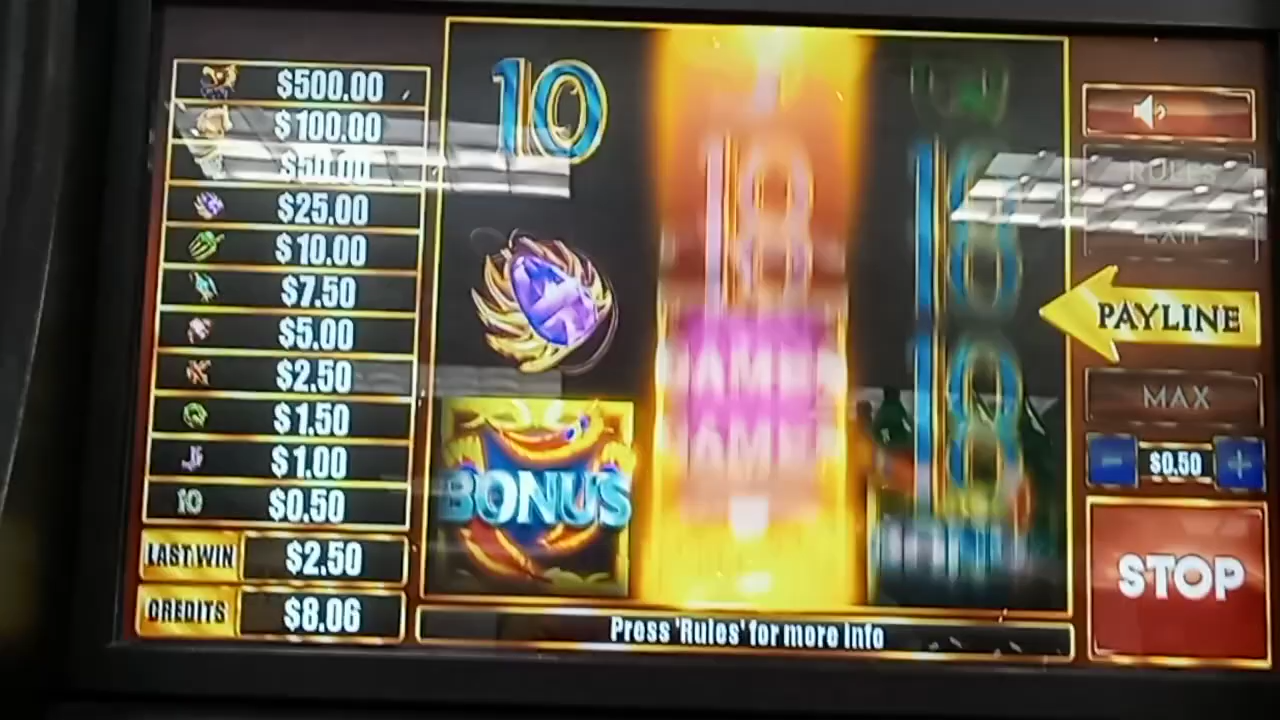 $500.00
$100.00
$50.00
$25.00
$10.00
$7.50
$5.00
K $2.50
Q $1.50
J $1.00
10 $0.50
LAST WIN $2.50
CREDITS $8.06
10
BONUS
Press 'Rules' for more info
RULES
EXIT
PAYLINE
MAX
- $0.50 +
STOP